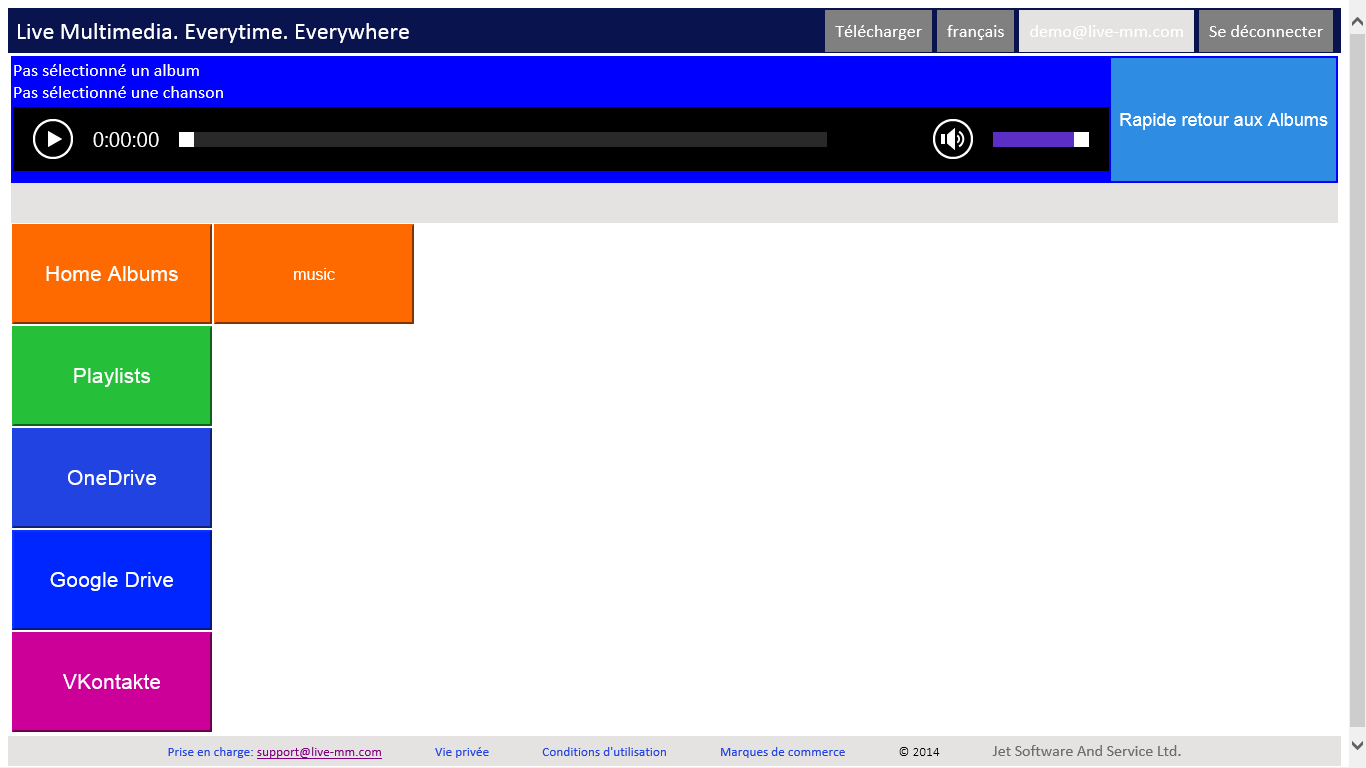 Live Multimedia. Everytime. Everywhere
Télécharger
français
demo@live-mm.com
Se déconnecter
Pas sélectionné un album
Pas sélectionné une chanson
0:00:00
Rapide retour aux Albums
Home Albums
music
Playlists
OneDrive
Google Drive
VKontakte
Prise en charge: support@live-mm.com
Vie privée
Conditions d'utilisation
Marques de commerce
© 2014
Jet Software And Service Ltd.